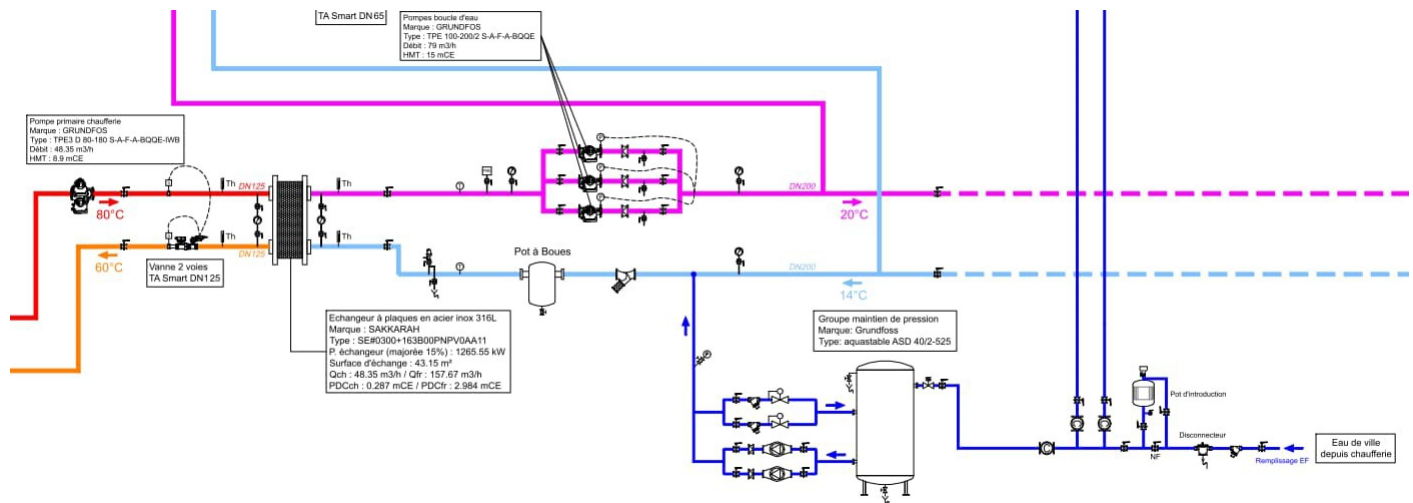 TA Smart DN 65
Pompes boucle d'eau
Marque : GRUNDFOS
Type : TPE 100-200/2 S-A-F-A-BQQE
Débit : 79 m3/h
HMT : 15 mCE
Pompe primaire chaufferie
Marque : GRUNDFOS
Type : TPE3 D 80-180 S-A-F-A-BQQE-IWB
Débit : 48.35 m3/h
HMT : 8.9 mCE
Th
DN125
Th
80°C
DN200
20°C
Th
DN125
Th
60°C
Vanne 2 voies
TA Smart DN125
Pot à Boues
DN200
14°C
Echangeur à plaques en acier inox 316L
Marque : SAKKARAH
Type : SE#0300+163B00PNPV0AA11
P. échangeur (majorée 15%) : 1265.55 kW
Surface d'échange : 43.15 m²
Qch : 48.35 m3/h / Qfr : 157.67 m3/h
PDCch : 0.287 mCE / PDCfr : 2.984 mCE
Groupe maintien de pression
Marque: Grundfoss
Type: aquastable ASD 40/2-525
Pot d'introduction
Disconnecteur
NF
Remplissage EF
Eau de ville
depuis chaufferie